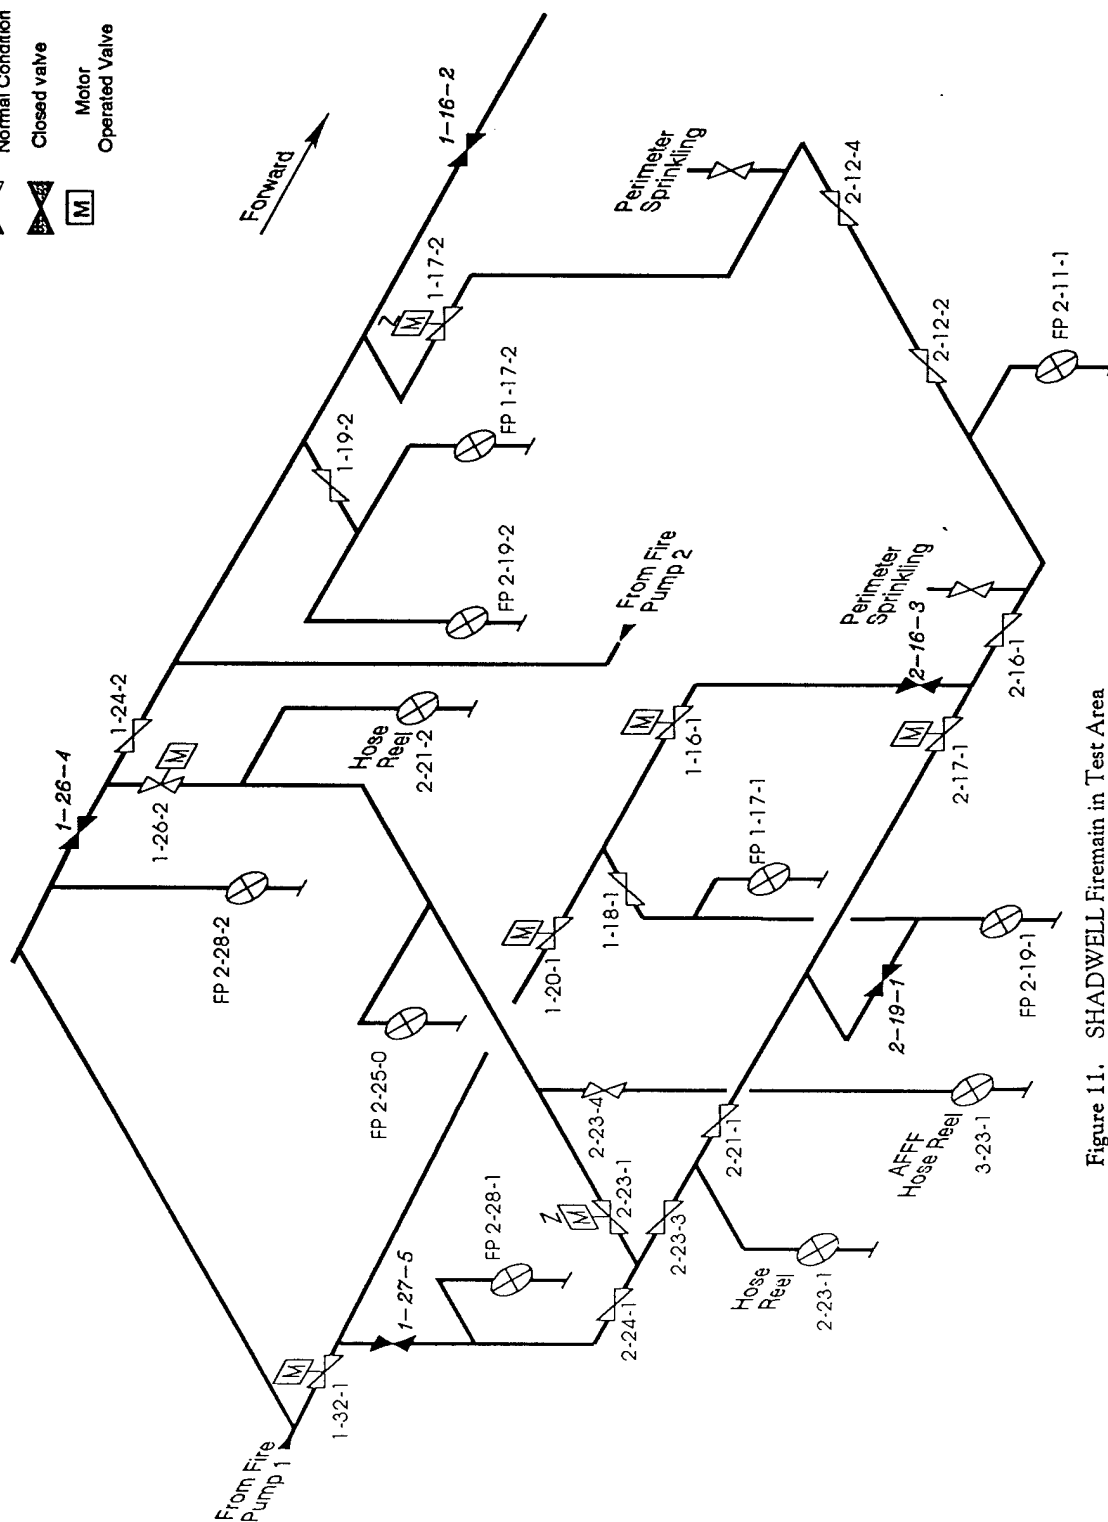 Normal Condition
Closed valve
Motor
Operated Valve
M
Forward
1-16-2
Perimeter
Sprinkling
2-12-4
M
1-17-2
1-19-2
FP 1-17-2
FP 2-19-2
2-12-2
FP 2-11-1
From Fire
Pump 2
1-24-2
1-26-4
M
1-26-2
Hose
Reel
2-21-2
FP 2-28-2
FP 2-25-0
Perimeter
Sprinkling
2-16-3
2-16-1
M
1-16-1
M
2-17-1
FP 1-17-1
1-18-1
M
1-20-1
FP 2-19-1
2-19-1
2-23-4
AFFF
Hose Reel
3-23-1
2-21-1
M
2-23-1
2-23-3
Hose
Reel
2-23-1
FP 2-28-1
2-24-1
1-27-5
M
1-32-1
From Fire
Pump 1
Figure 11. SHADWELL Firemain in Test Area